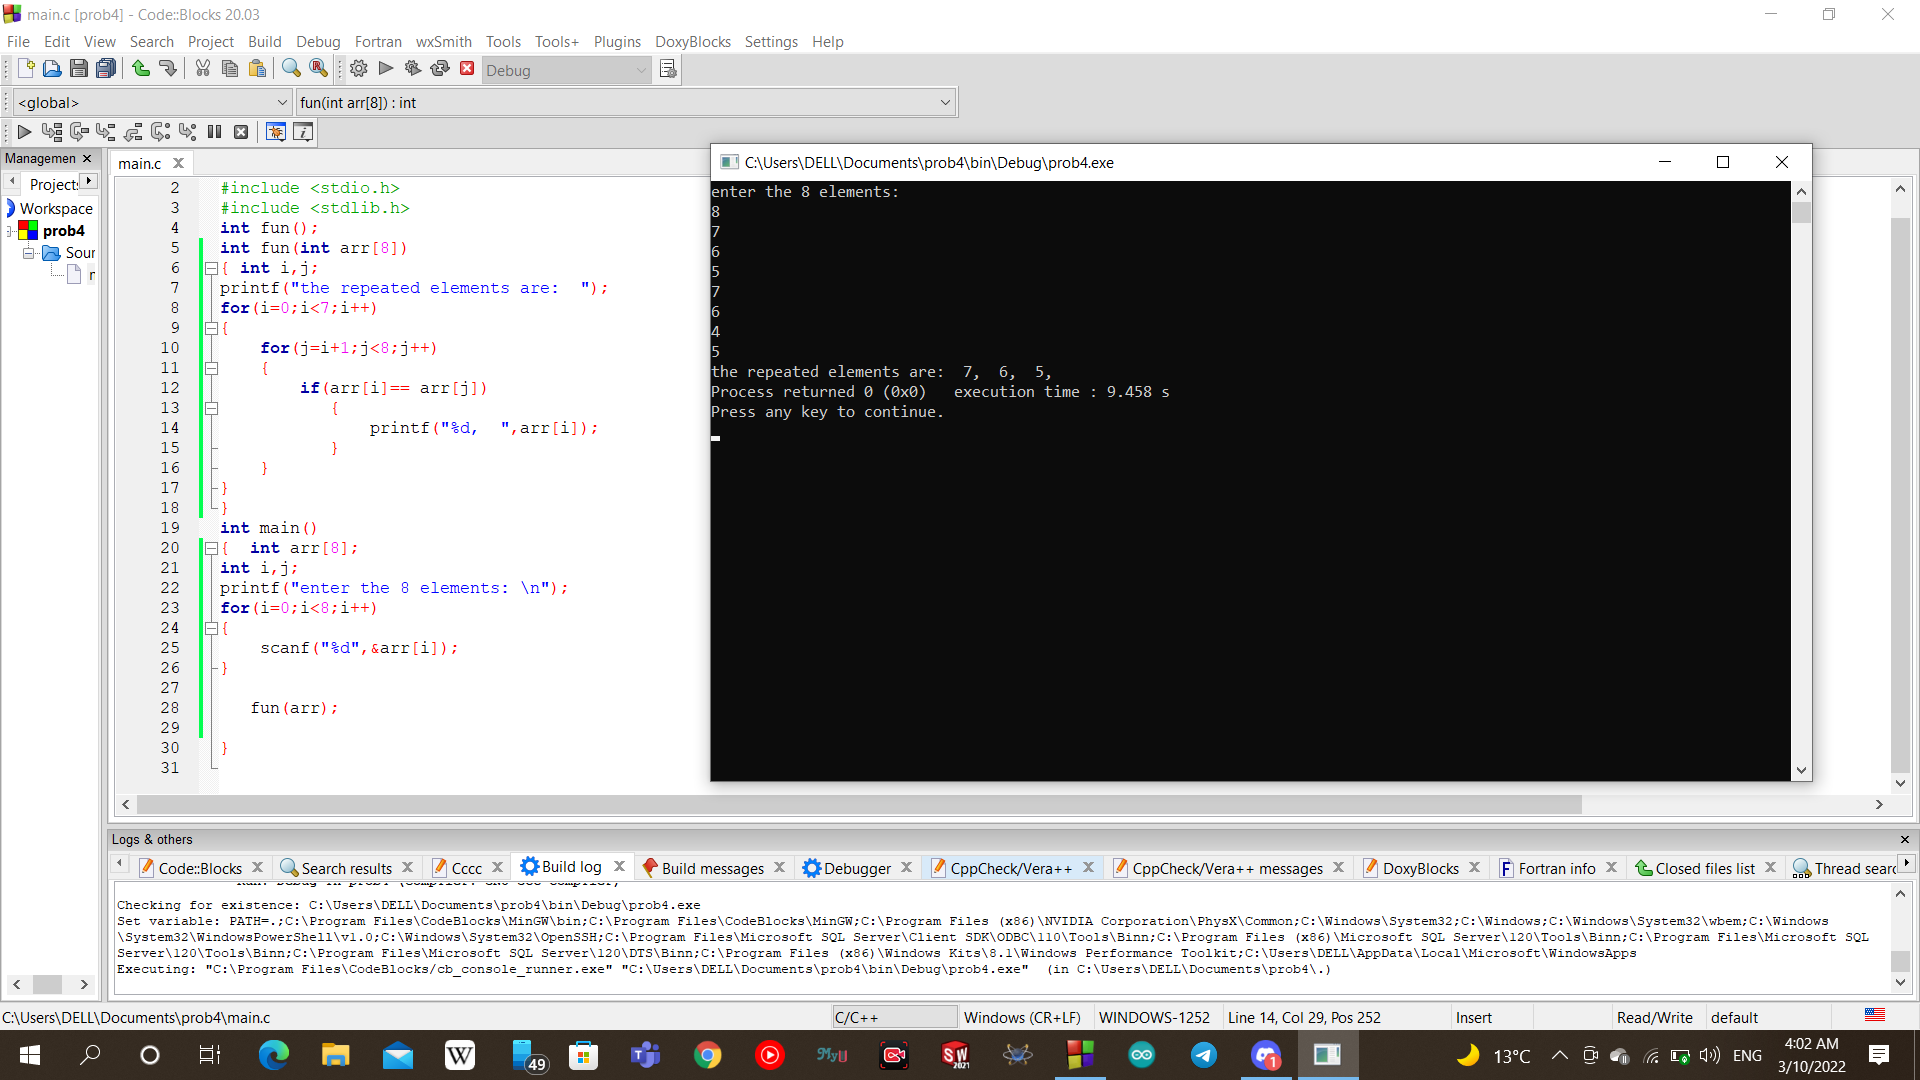 main.c [prob4] - Code::Blocks 20.03
File Edit View Search Project Build Debug Fortran wxSmith Tools Tools+ Plugins DoxyBlocks Settings Help
Debug
<global> fun(int arr[8]) : int
Managemen
Projects
Workspace
prob4
Sour
main.c
2 #include <stdio.h>
3 #include <stdlib.h>
4 int fun();
5 int fun(int arr[8])
6 { int i,j;
7 printf("the repeated elements are:  ");
8 for(i=0;i<7;i++)
9 {
10     for(j=i+1;j<8;j++)
11     {
12         if(arr[i]== arr[j])
13            {
14                printf("%d,  ",arr[i]);
15            }
16     }
17 }
18 }
19 int main()
20 {  int arr[8];
21 int i,j;
22 printf("enter the 8 elements: \n");
23 for(i=0;i<8;i++)
24 {
25     scanf("%d",&arr[i]);
26 }
27
28    fun(arr);
29
30 }
31
C:\Users\DELL\Documents\prob4\bin\Debug\prob4.exe
enter the 8 elements:
8
7
6
5
7
6
4
5
the repeated elements are:  7,  6,  5,
Process returned 0 (0x0)   execution time : 9.458 s
Press any key to continue.
Logs & others
Code::Blocks Search results Cccc Build log Build messages Debugger CppCheck/Vera++ CppCheck/Vera++ messages DoxyBlocks Fortran info Closed files list Thread searc
Checking for existence: C:\Users\DELL\Documents\prob4\bin\Debug\prob4.exe
Set variable: PATH=.;C:\Program Files\CodeBlocks\MinGW\bin;C:\Program Files\CodeBlocks\MinGW;C:\Program Files (x86)\NVIDIA Corporation\PhysX\Common;C:\Windows\System32;C:\Windows;C:\Windows\System32\wbem;C:\Windows
\System32\WindowsPowerShell\v1.0;C:\Windows\System32\OpenSSH;C:\Program Files\Microsoft SQL Server\Client SDK\ODBC\110\Tools\Binn;C:\Program Files (x86)\Microsoft SQL Server\120\Tools\Binn;C:\Program Files\Microsoft SQL
Server\120\Tools\Binn;C:\Program Files\Microsoft SQL Server\120\DTS\Binn;C:\Program Files (x86)\Windows Kits\8.1\Windows Performance Toolkit;C:\Users\DELL\AppData\Local\Microsoft\WindowsApps
Executing: "C:\Program Files\CodeBlocks/cb_console_runner.exe" "C:\Users\DELL\Documents\prob4\bin\Debug\prob4.exe"  (in C:\Users\DELL\Documents\prob4\.)
C:\Users\DELL\Documents\prob4\main.c C/C++ Windows (CR+LF) WINDOWS-1252 Line 14, Col 29, Pos 252 Insert Read/Write default
W 49 MyU SW 2021 1 13°C ENG 4:02 AM
3/10/2022